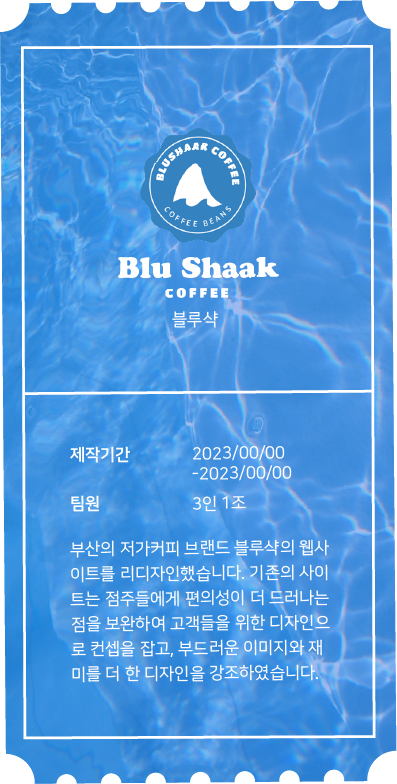 BLUSHAAK COFFEE
COFFEE BEANS
Blu Shaak
COFFEE
블루샥
제작기간 2023/00/00
-2023/00/00
팀원 3인 1조
부산의 저가커피 브랜드 블루샥의 웹사
이트를 리디자인했습니다. 기존의 사이
트는 점주들에게 편의성이 더 드러나는
점을 보완하여 고객들을 위한 디자인으
로 컨셉을 잡고, 부드러운 이미지와 재
미를 더 한 디자인을 강조하였습니다.